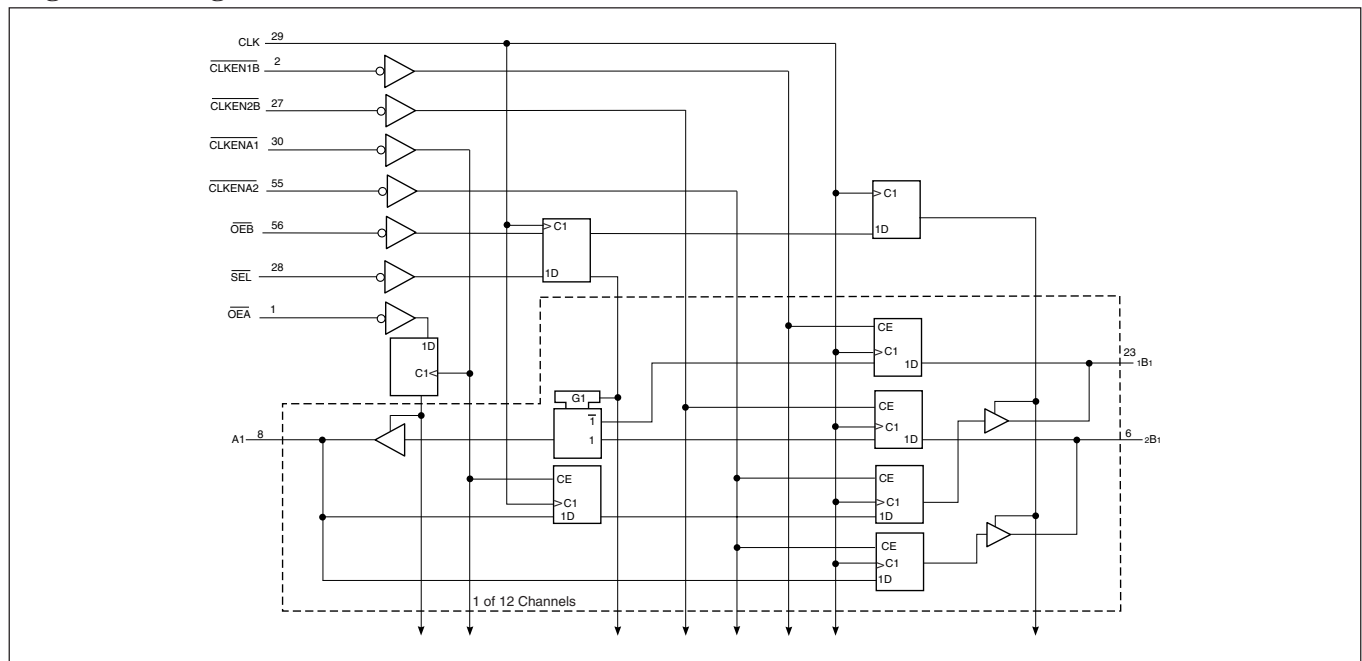 CLK 29
CLKEN1B 2
CLKEN2B 27
CLKENA1 30
CLKENA2 55
C1
1D
OEB 56
C1
1D
SEL 28
OEA 1
1D
C1
CE
C1
1D
23
1B1
G1
1
1
CE
C1
1D
A1 8
6
2B1
CE
C1
1D
CE
C1
1D
CE
C1
1D
1 of 12 Channels